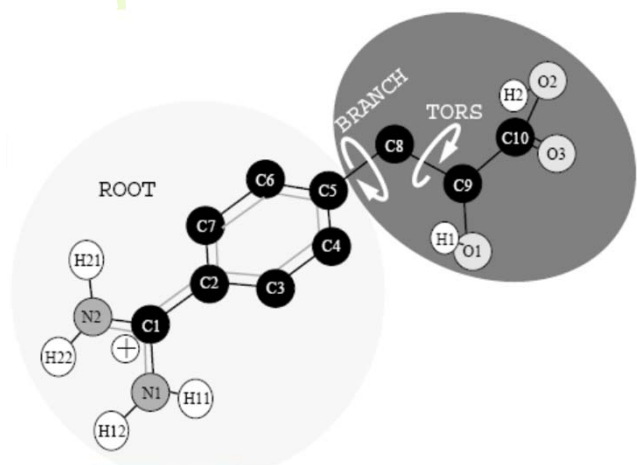 BRANCH
TORS
H2
O2
C8
C10
O3
ROOT
C6
C5
C9
C7
C4
H1
O1
H21
C2
C3
N2
C1
H22
+
N1
H11
H12